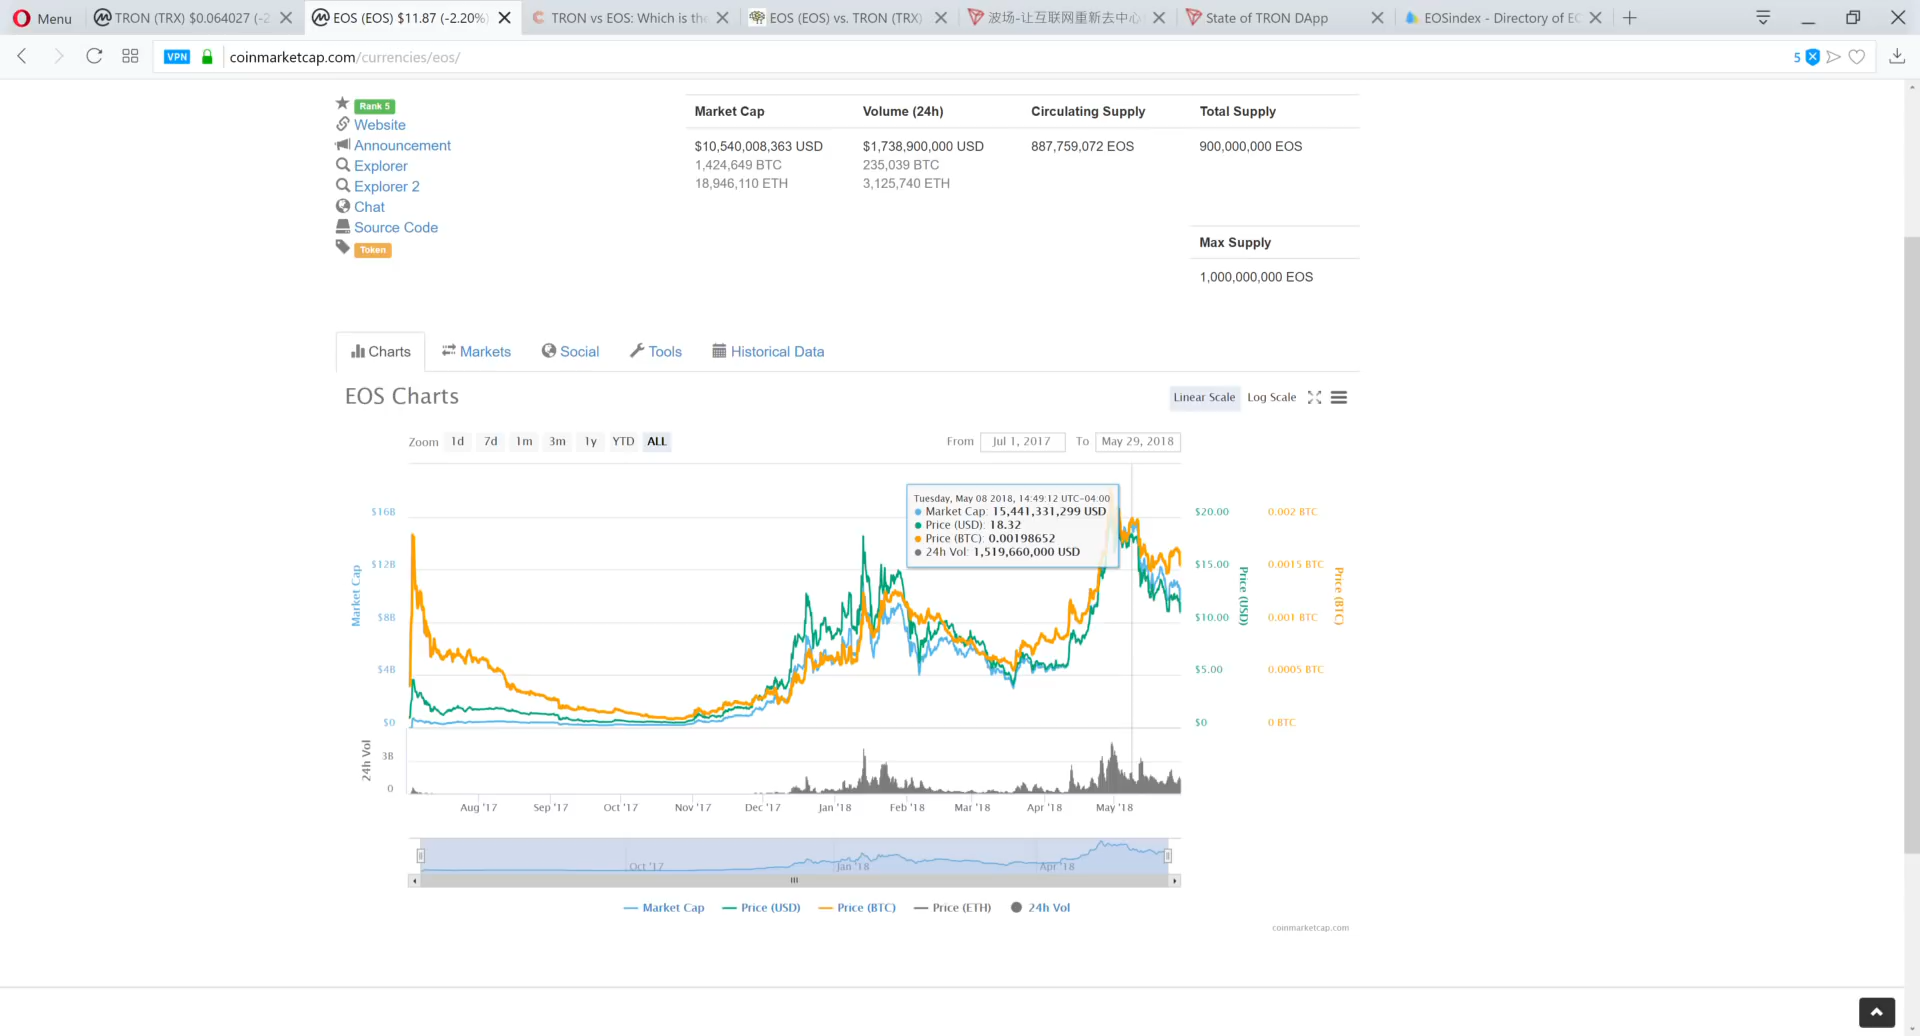 Menu
TRON (TRX) $0.064027 (-2
EOS (EOS) $11.87 (-2.20%)
TRON vs EOS: Which is the
EOS (EOS) vs. TRON (TRX)
波场-让互联网重新去中心
State of TRON DApp
EOSindex - Directory of EO
VPN
coinmarketcap.com/currencies/eos/
5
Rank 5
Website
Announcement
Explorer
Explorer 2
Chat
Source Code
Token
Market Cap
Volume (24h)
Circulating Supply
Total Supply
$10,540,008,363 USD
$1,738,900,000 USD
887,759,072 EOS
900,000,000 EOS
1,424,649 BTC
235,039 BTC
18,946,110 ETH
3,125,740 ETH
Max Supply
1,000,000,000 EOS
Charts
Markets
Social
Tools
Historical Data
EOS Charts
Linear Scale
Log Scale
Zoom 1d 7d 1m 3m 1y YTD ALL
From Jul 1, 2017 To May 29, 2018
Tuesday, May 08 2018, 14:49:12 UTC-04:00
Market Cap: 15,441,331,299 USD
Price (USD): 18.32
Price (BTC): 0.00198652
24h Vol: 1,519,660,000 USD
$16B
$12B
$8B
$4B
$0
Market Cap
$20.00
$15.00
$10.00
$5.00
$0
Price (USD)
0.002 BTC
0.0015 BTC
0.001 BTC
0.0005 BTC
0 BTC
Price (BTC)
24h Vol
3B
0
Aug '17 Sep '17 Oct '17 Nov '17 Dec '17 Jan '18 Feb '18 Mar '18 Apr '18 May '18
Oct '17 Jan '18 Apr '18
Market Cap Price (USD) Price (BTC) Price (ETH) 24h Vol
coinmarketcap.com